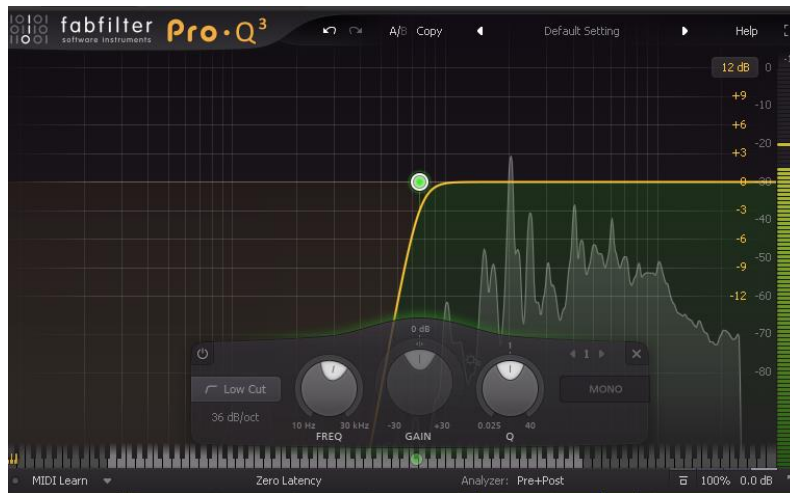 fabfilter Pro·Q³
software instruments
A/B Copy Default Setting Help
12 dB 0
+9 -10
+6
+3 -20
0 -30
-3
-6 -40
-9 -50
-12 -60
-70
-80
0 dB
1
1
Low Cut
36 dB/oct
10 Hz 30 kHz
FREQ
-30 +30
GAIN
0.025 40
Q
MONO
MIDI Learn Zero Latency Analyzer: Pre+Post 100% 0.0 dB